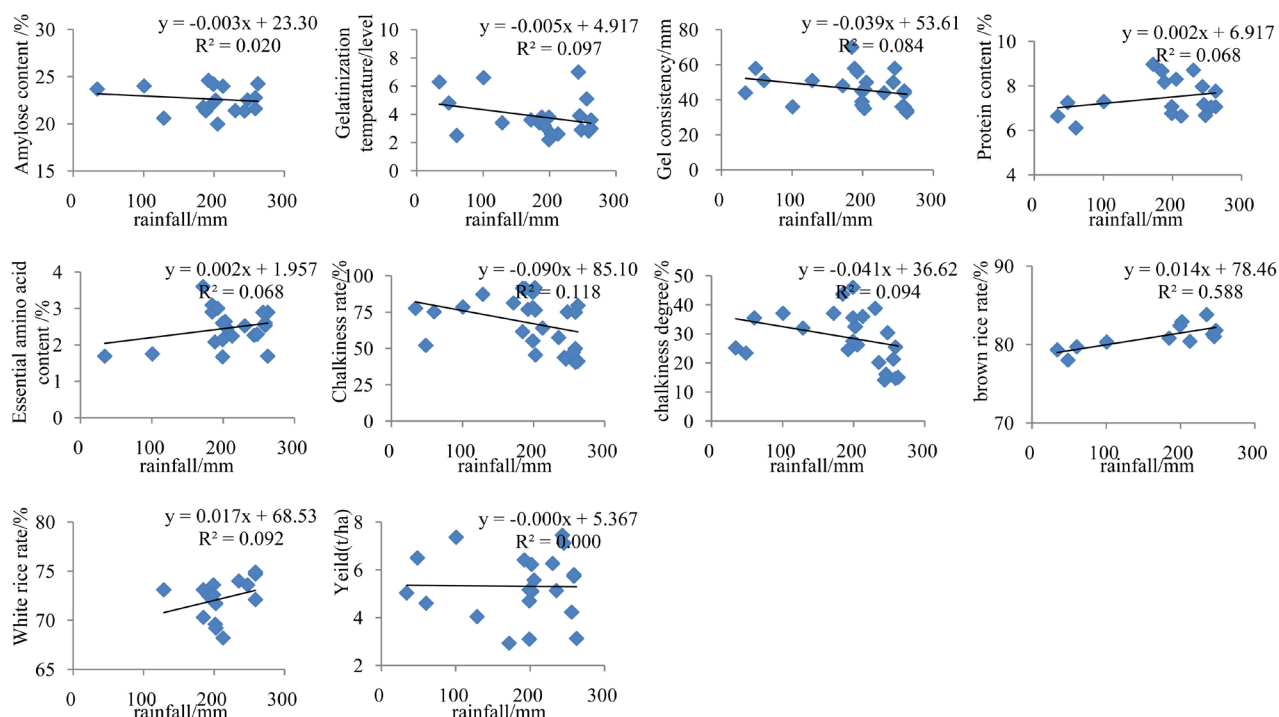 Amylose content /%
y = -0.003x + 23.30
R² = 0.020
30
25
20
15
0
100
200
300
rainfall/mm
Gelatinization
temperature/level
y = -0.005x + 4.917
R² = 0.097
10
8
6
4
2
0
0
100
200
300
rainfall/mm
Gel consistency/mm
y = -0.039x + 53.61
R² = 0.084
80
60
40
20
0
0
100
200
300
rainfall/mm
Protein content /%
y = 0.002x + 6.917
R² = 0.068
10
8
6
4
0
100
200
300
rainfall/mm
Essential amino acid
content /%
y = 0.002x + 1.957
R² = 0.068
4
3
2
1
0
0
100
200
300
rainfall/mm
Chalkiness rate/%
y = -0.090x + 85.10
R² = 0.118
100
75
50
25
0
0
100
200
300
rainfall/mm
chalkiness degree/%
y = -0.041x + 36.62
R² = 0.094
50
40
30
20
10
0
0
100
200
300
rainfall/mm
brown rice rate/%
y = 0.014x + 78.46
R² = 0.588
90
80
70
0
100
200
300
rainfall/mm
White rice rate/%
y = 0.017x + 68.53
R² = 0.092
80
75
70
65
0
100
200
300
rainfall/mm
Yeild(t/ha)
y = -0.000x + 5.367
R² = 0.000
8
6
4
2
0
100
200
300
rainfall/mm